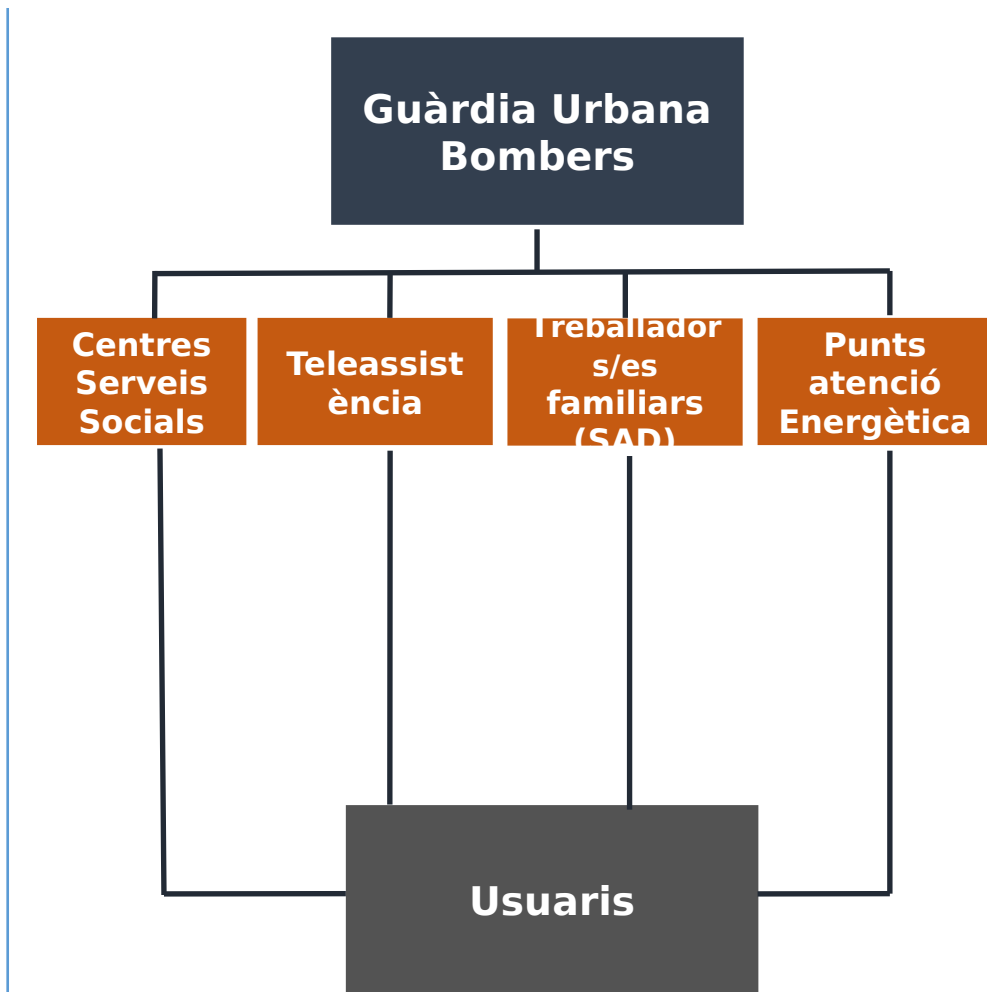 Guàrdia Urbana
Bombers
Centres
Serveis
Socials
Teleassist
ència
Treballador
s/es
familiars
(SAD)
Punts
atenció
Energètica
Usuaris